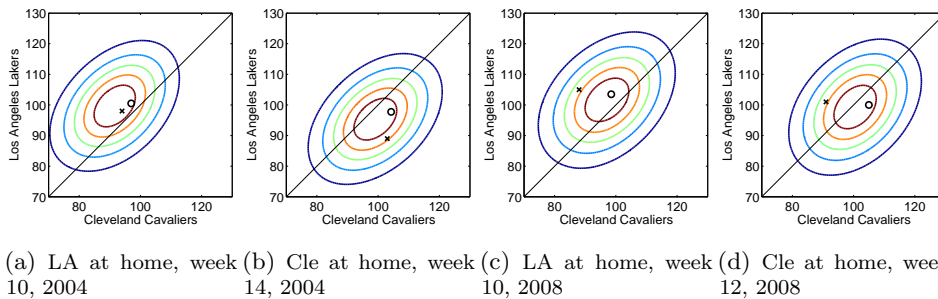 130
120
110
100
90
80
70
80 100 120
Los Angeles Lakers
Cleveland Cavaliers
130
120
110
100
90
80
70
80 100 120
Los Angeles Lakers
Cleveland Cavaliers
130
120
110
100
90
80
70
80 100 120
Los Angeles Lakers
Cleveland Cavaliers
130
120
110
100
90
80
70
80 100 120
Los Angeles Lakers
Cleveland Cavaliers
(a) LA at home, week
10, 2004
(b) Cle at home, week
14, 2004
(c) LA at home, week
10, 2008
(d) Cle at home, wee
12, 2008